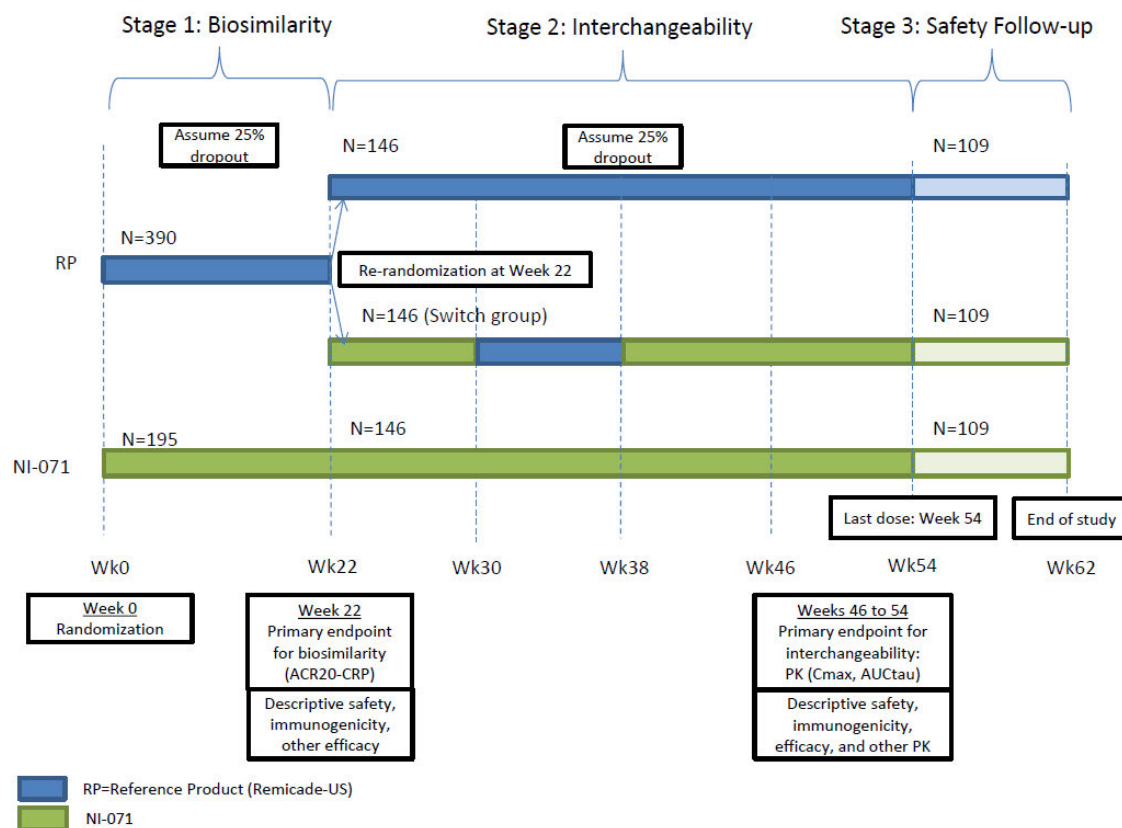 Stage 1: Biosimilarity
Stage 2: Interchangeability
Stage 3: Safety Follow-up
Assume 25%
dropout
N=146
Assume 25%
dropout
N=109
N=390
RP
Re-randomization at Week 22
N=146 (Switch group)
N=109
N=195
N=146
N=109
NI-071
Last dose: Week 54
End of study
Wk0
Wk22
Wk30
Wk38
Wk46
Wk54
Wk62
Week 0
Randomization
Week 22
Primary endpoint
for biosimilarity
(ACR20-CRP)
Descriptive safety,
immunogenicity,
other efficacy
Weeks 46 to 54
Primary endpoint for
interchangeability:
PK (Cmax, AUCtau)
Descriptive safety,
immunogenicity,
efficacy, and other PK
RP=Reference Product (Remicade-US)
NI-071